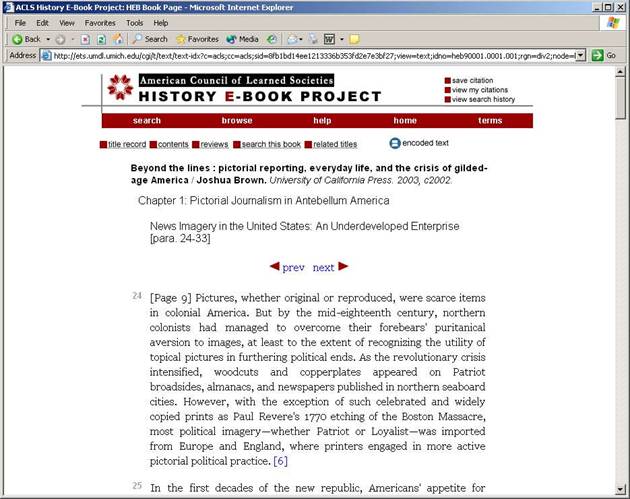 ACLS History E-Book Project: HEB Book Page - Microsoft Internet Explorer
File Edit View Favorites Tools Help
Back Search Favorites Media
Address http://ets.umdl.umich.edu/cgi/t/text/text-idx?c=acls;cc=acls;sid=8fb1bd14ee1213336b353fd2e7e3bf27;view=text;idno=heb90001.0001.001;rgn=div2;node=l Go Links
American Council of Learned Societies
HISTORY E-BOOK PROJECT
save citation
view my citations
view search history
search browse help home terms
title record contents reviews search this book related titles encoded text
Beyond the lines : pictorial reporting, everyday life, and the crisis of gilded-
age America / Joshua Brown. University of California Press. 2003, c2002.
Chapter 1: Pictorial Journalism in Antebellum America
News Imagery in the United States: An Underdeveloped Enterprise
[para. 24-33]
prev next
24 [Page 9] Pictures, whether original or reproduced, were scarce items
in colonial America. But by the mid-eighteenth century, northern
colonists had managed to overcome their forebears' puritanical
aversion to images, at least to the extent of recognizing the utility of
topical pictures in furthering political ends. As the revolutionary crisis
intensified, woodcuts and copperplates appeared on Patriot
broadsides, almanacs, and newspapers published in northern seaboard
cities. However, with the exception of such celebrated and widely
copied prints as Paul Revere's 1770 etching of the Boston Massacre,
most political imagery—whether Patriot or Loyalist—was imported
from Europe and England, where printers engaged in more active
pictorial political practice. [6]
25 In the first decades of the new republic, Americans' appetite for